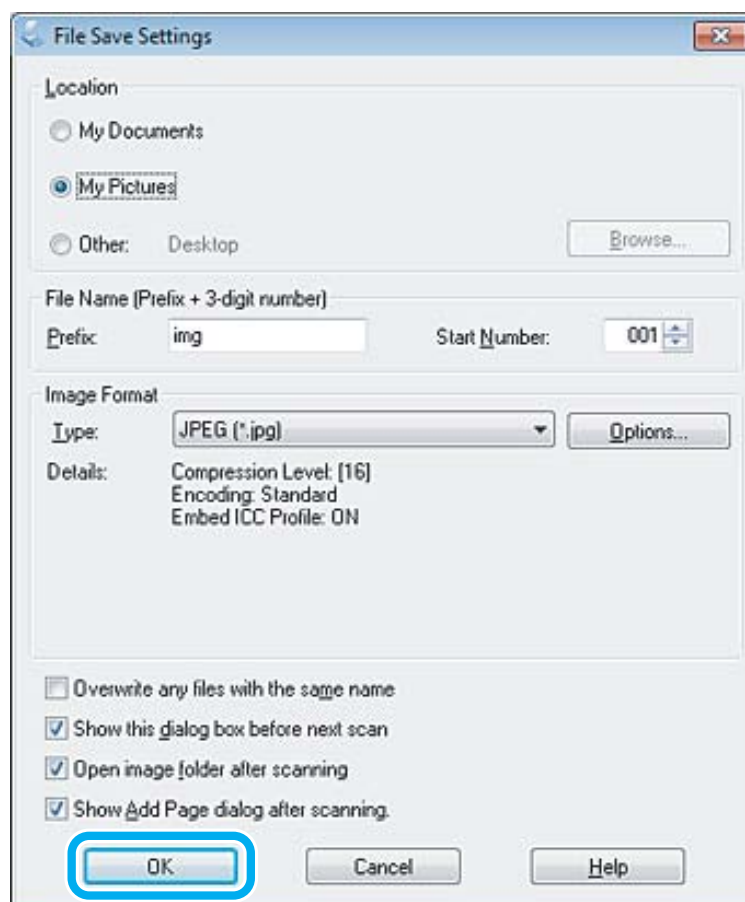 File Save Settings
Location
My Documents
My Pictures
Other: Desktop Browse...
File Name (Prefix + 3-digit number)
Prefix: img Start Number: 001
Image Format
Type: JPEG (*.jpg) Options...
Details: Compression Level: [16]
Encoding: Standard
Embed ICC Profile: ON
Overwrite any files with the same name
Show this dialog box before next scan
Open image folder after scanning
Show Add Page dialog after scanning.
OK Cancel Help